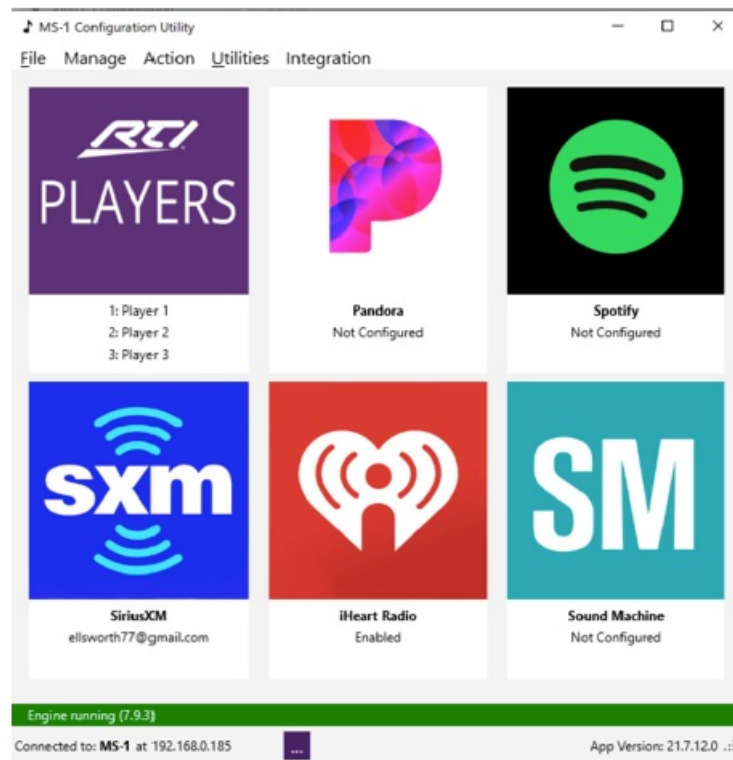 MS-1 Configuration Utility
File Manage Action Utilities Integration
RTI
PLAYERS
1: Player 1
2: Player 2
3: Player 3
Pandora
Not Configured
Spotify
Not Configured
sxm
SiriusXM
ellsworth77@gmail.com
iHeart Radio
Enabled
SM
Sound Machine
Not Configured
Engine running (7.9.3)
Connected to: MS-1 at 192.168.0.185
...
App Version: 21.7.12.0